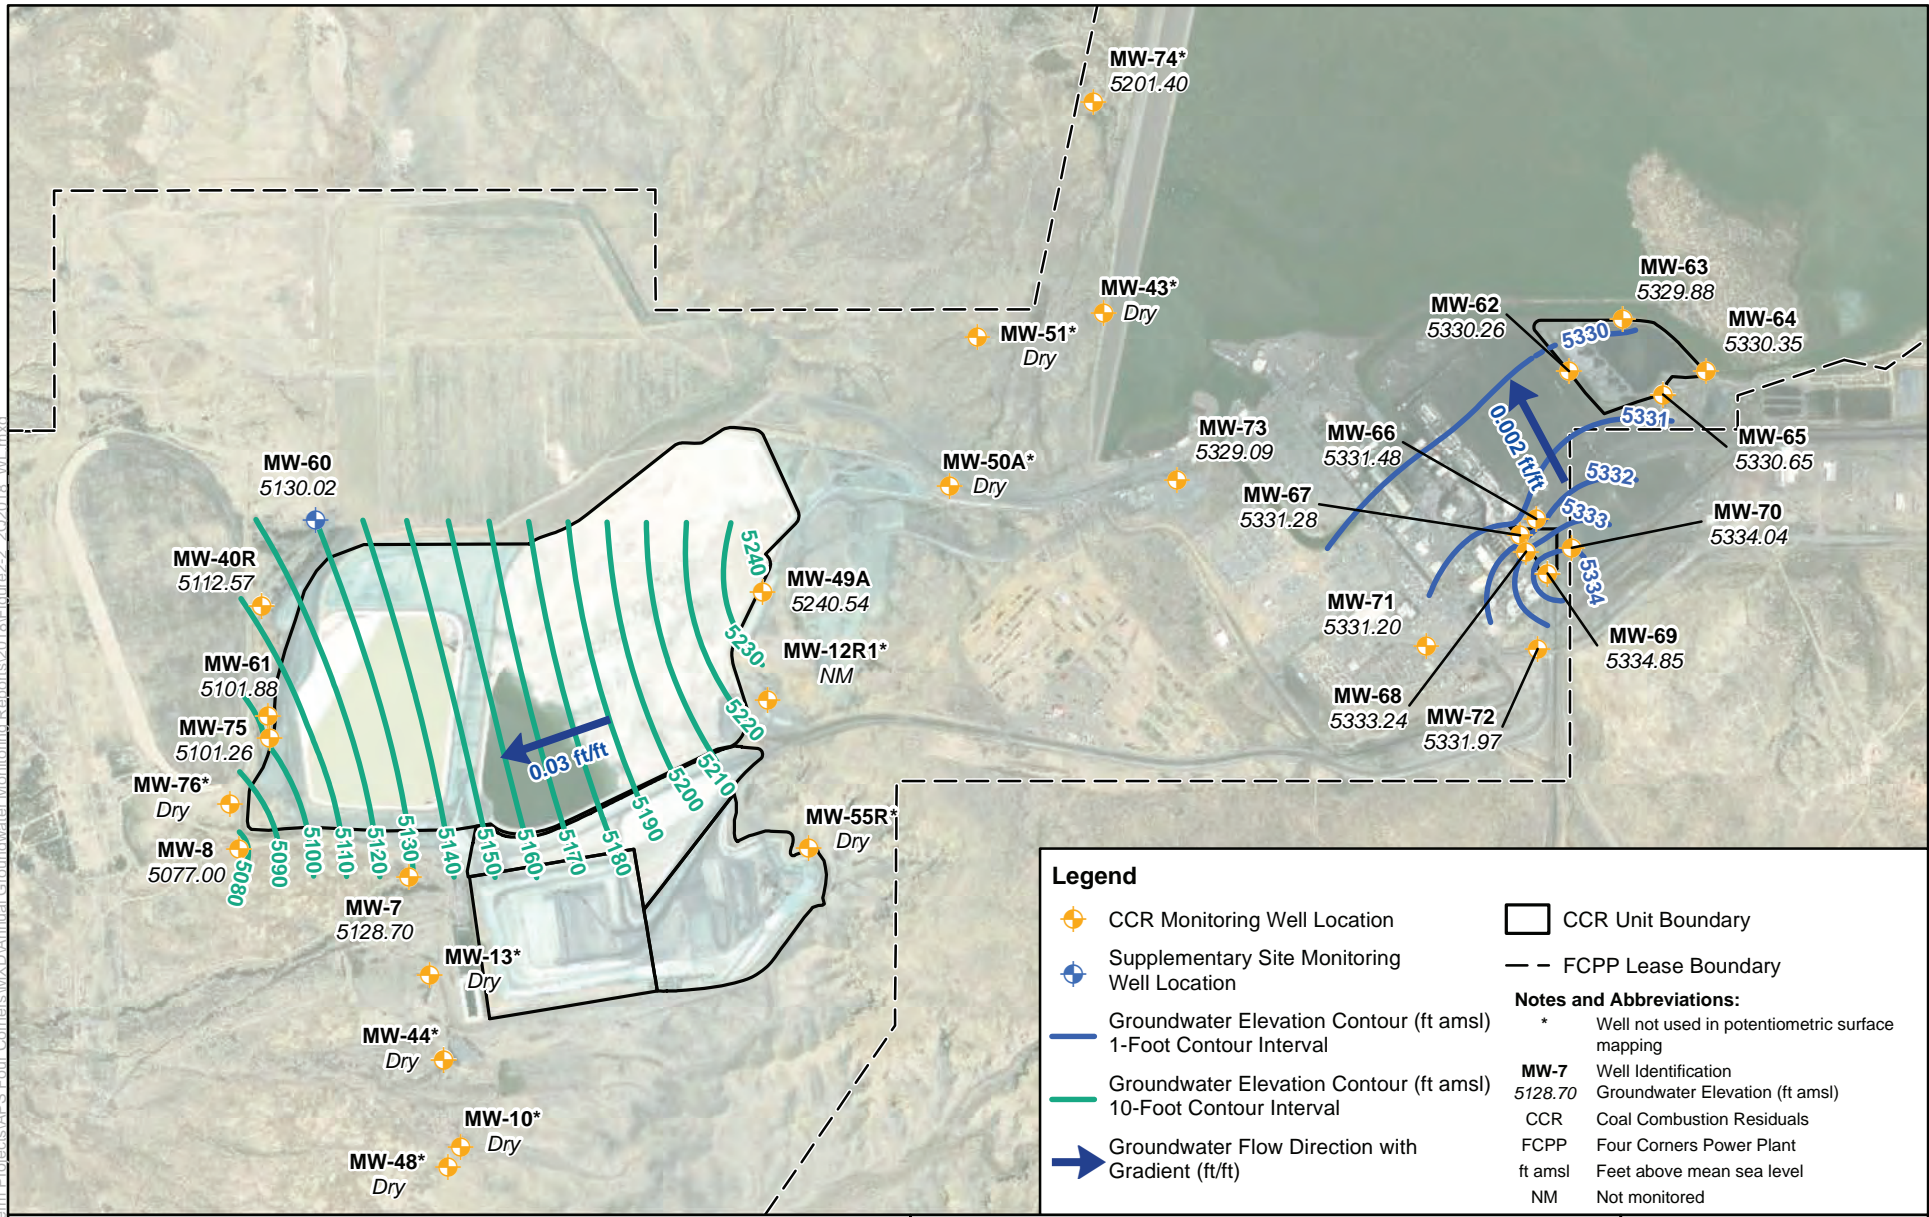 MW-74*
5201.40
MW-43*
Dry
MW-51*
Dry
MW-63
5329.88
MW-62
5330.26
MW-64
5330.35
5330
5331
MW-65
5330.65
0.002 ft/ft
MW-66
5331.48
MW-73
5329.09
MW-50A*
Dry
MW-67
5331.28
5332
5333
5334
MW-70
5334.04
MW-71
5331.20
MW-69
5334.85
MW-68
5333.24
MW-72
5331.97
MW-60
5130.02
MW-40R
5112.57
MW-61
5101.88
MW-75
5101.26
MW-76*
Dry
MW-8
5077.00
MW-49A
5240.54
MW-12R1*
NM
5240
5230
5220
5210
5200
5190
5180
5170
5160
5150
5140
5130
5120
5110
5100
5090
5080
0.03 ft/ft
MW-55R*
Dry
MW-7
5128.70
MW-13*
Dry
MW-44*
Dry
MW-10*
Dry
MW-48*
Dry
Legend
CCR Monitoring Well Location
Supplementary Site Monitoring
Well Location
Groundwater Elevation Contour (ft amsl)
1-Foot Contour Interval
Groundwater Elevation Contour (ft amsl)
10-Foot Contour Interval
Groundwater Flow Direction with
Gradient (ft/ft)
CCR Unit Boundary
FCPP Lease Boundary
Notes and Abbreviations:
* Well not used in potentiometric surface
mapping
MW-7 Well Identification
5128.70 Groundwater Elevation (ft amsl)
CCR Coal Combustion Residuals
FCPP Four Corners Power Plant
ft amsl Feet above mean sea level
NM Not monitored